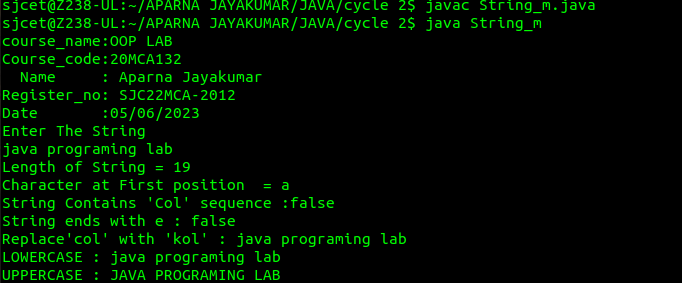 sjcet@Z238-UL:~/APARNA JAYAKUMAR/JAVA/cycle 2$ javac String_m.java
sjcet@Z238-UL:~/APARNA JAYAKUMAR/JAVA/cycle 2$ java String_m
course_name:OOP LAB
Course_code:20MCA132
  Name     : Aparna Jayakumar
Register_no: SJC22MCA-2012
Date       :05/06/2023
Enter The String
java programing lab
Length of String = 19
Character at First position  = a
String Contains 'Col' sequence :false
String ends with e : false
Replace'col' with 'kol' : java programing lab
LOWERCASE : java programing lab
UPPERCASE : JAVA PROGRAMING LAB